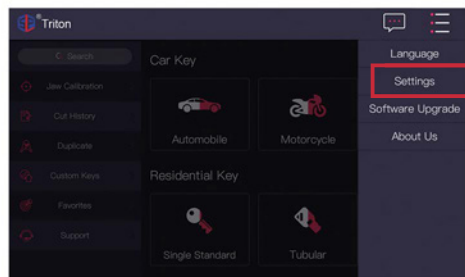 ®Triton
Search
Jaw Calibration
Cut History
Duplicate
Custom Keys
Favorites
Support
Car Key
Automobile
Motorcycle
Residential Key
Single Standard
Tubular
Language
Settings
Software Upgrade
About Us